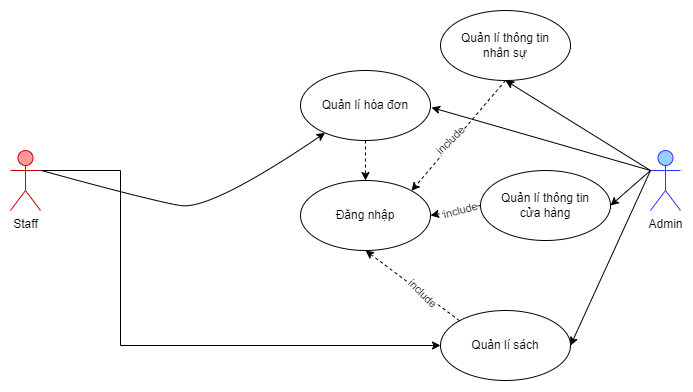 Quản lí thông tin
nhân sự
Quản lí hóa đơn
include
Quản lí thông tin
cửa hàng
Đăng nhập
include
Staff
Admin
include
Quản lí sách